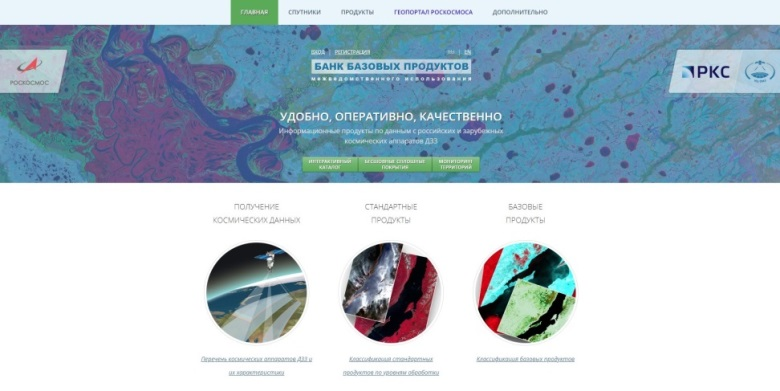 ГЛАВНАЯ СПУТНИКИ ПРОДУКТЫ ГЕОПОРТАЛ РОСКОСМОСА ДОПОЛНИТЕЛЬНО
ВХОД | РЕГИСТРАЦИЯ
EN
БАНК БАЗОВЫХ ПРОДУКТОВ
межведомственного использования
РОСКОСМОС
РКС
УДОБНО, ОПЕРАТИВНО, КАЧЕСТВЕННО
Информационные продукты по данным с российских и зарубежных
космических аппаратов ДЗЗ
ИНТЕРАКТИВНЫЙ
КАТАЛОГ
БЕСШОВНЫЕ СПЛОШНЫЕ
ПОКРЫТИЯ
МОНИТОРИНГ
ТЕРРИТОРИЙ
ПОЛУЧЕНИЕ
КОСМИЧЕСКИХ ДАННЫХ
СТАНДАРТНЫЕ
ПРОДУКТЫ
БАЗОВЫЕ
ПРОДУКТЫ
Перечень космических аппаратов ДЗЗ и
их характеристики
Классификация стандартных
продуктов по уровням обработки
Классификация базовых продуктов